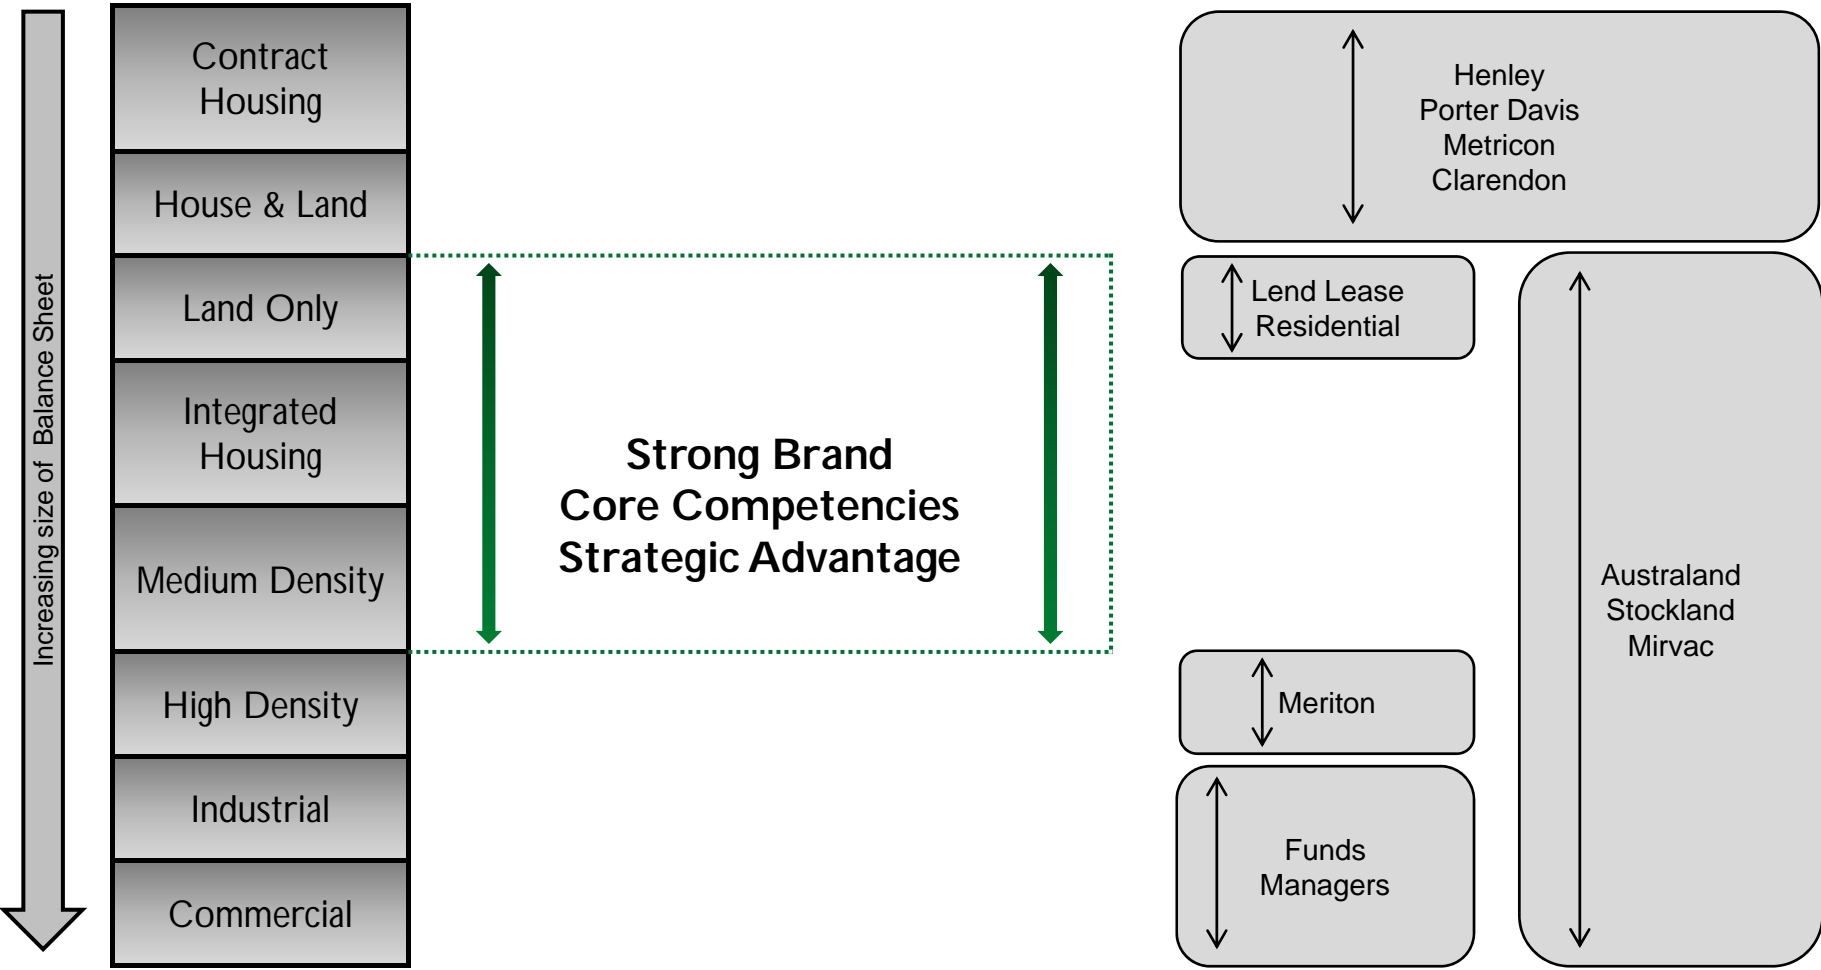 Increasing size of Balance Sheet
Contract
Housing
House & Land
Land Only
Integrated
Housing
Medium Density
High Density
Industrial
Commercial
Strong Brand
Core Competencies
Strategic Advantage
Henley
Porter Davis
Metricon
Clarendon
Lend Lease
Residential
Meriton
Funds
Managers
Australand
Stockland
Mirvac